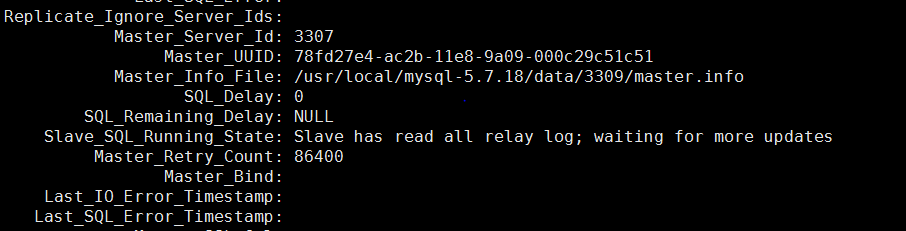 Replicate_Ignore_Server_Ids:
Master_Server_Id: 3307
Master_UUID: 78fd27e4-ac2b-11e8-9a09-000c29c51c51
Master_Info_File: /usr/local/mysql-5.7.18/data/3309/master.info
SQL_Delay: 0
SQL_Remaining_Delay: NULL
Slave_SQL_Running_State: Slave has read all relay log; waiting for more updates
Master_Retry_Count: 86400
Master_Bind:
Last_IO_Error_Timestamp:
Last_SQL_Error_Timestamp: